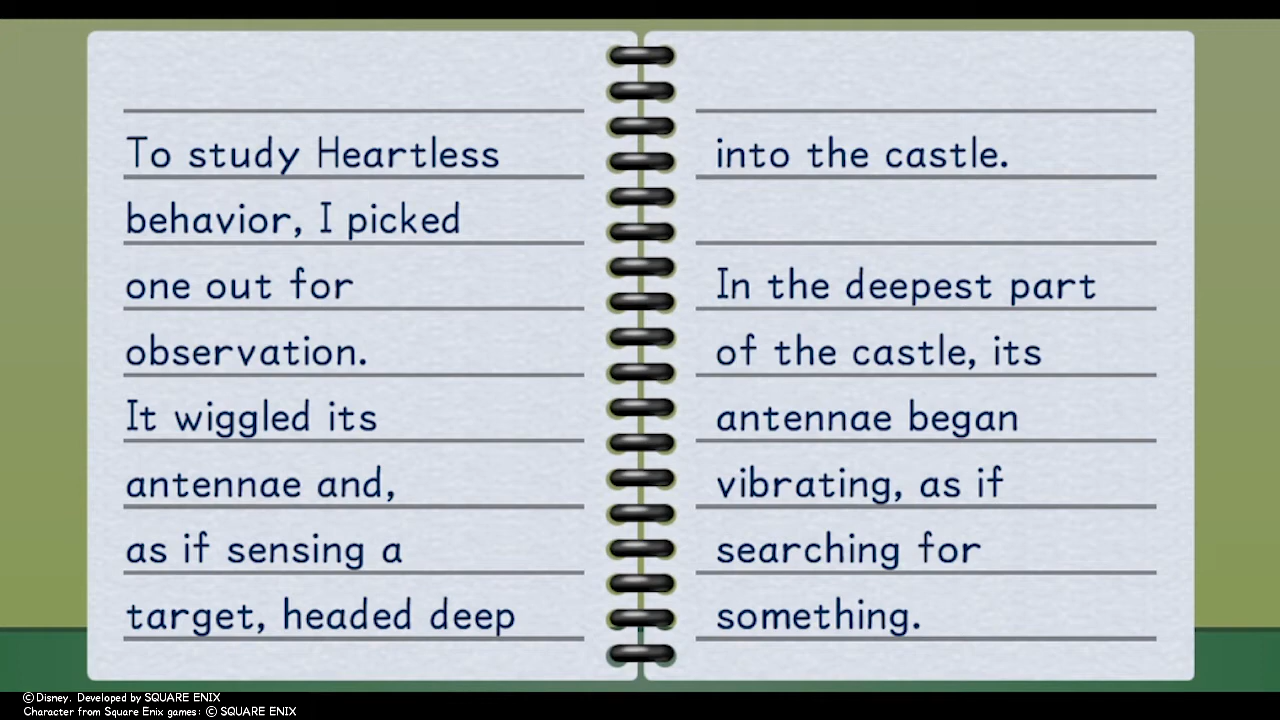 To study Heartless
behavior, I picked
one out for
observation.
It wiggled its
antennae and,
as if sensing a
target, headed deep
into the castle.
In the deepest part
of the castle, its
antennae began
vibrating, as if
searching for
something.
© Disney. Developed by SQUARE ENIX
Character from Square Enix games: © SQUARE ENIX